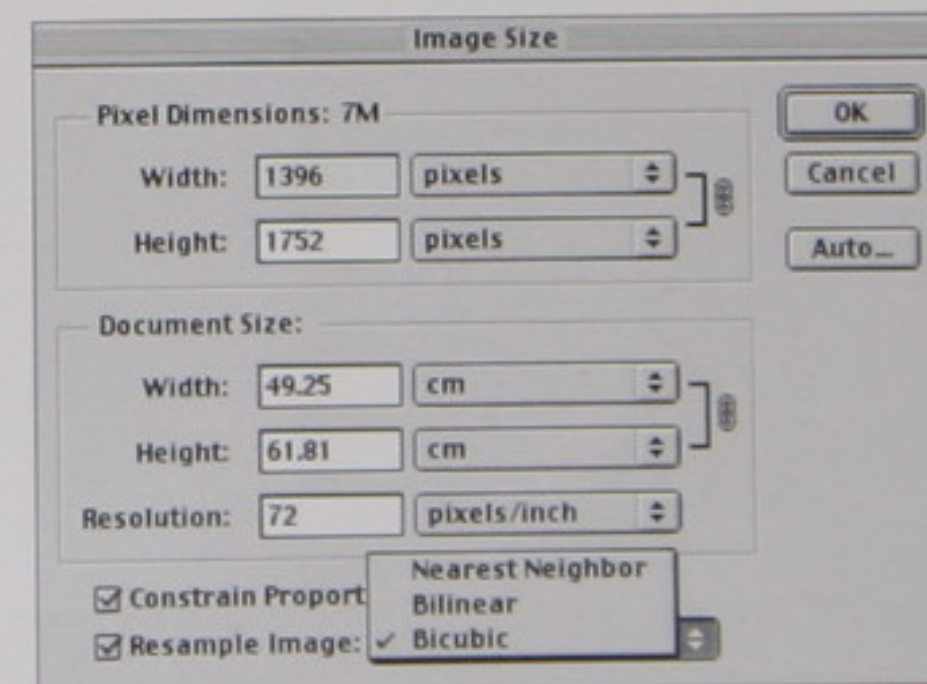 Image Size
Pixel Dimensions: 7M
OK
Width: 1396 pixels
Cancel
Height: 1752 pixels
Auto...
Document Size:
Width: 49.25 cm
Height: 61.81 cm
Resolution: 72 pixels/inch
Nearest Neighbor
Constrain Proport
Bilinear
Resample Image: ✓ Bicubic